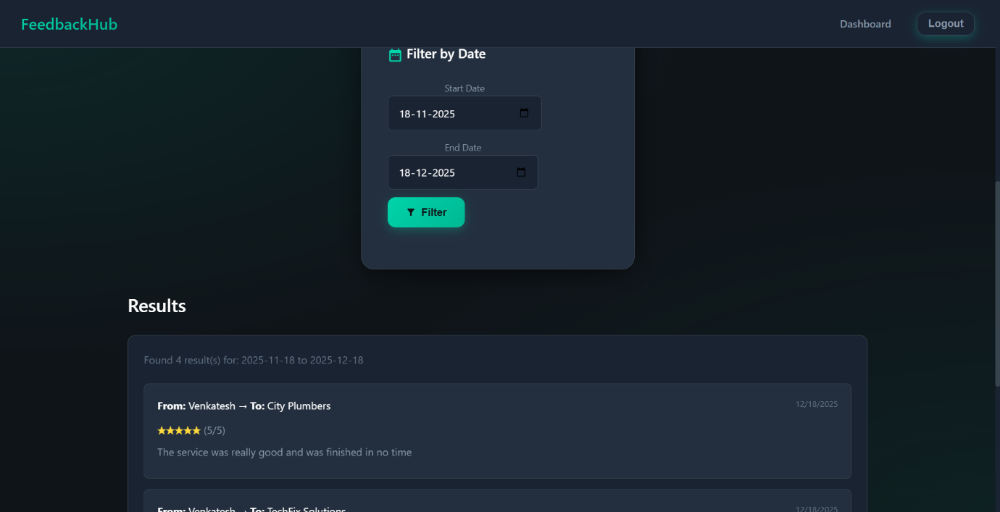 FeedbackHub
Dashboard
Logout
Filter by Date
Start Date
18-11-2025
End Date
18-12-2025
Filter
Results
Found 4 result(s) for: 2025-11-18 to 2025-12-18
From: Venkatesh → To: City Plumbers
12/18/2025
★★★★★ (5/5)
The service was really good and was finished in no time
From: Venkatesh → To: TechFix Solutions
12/18/2025